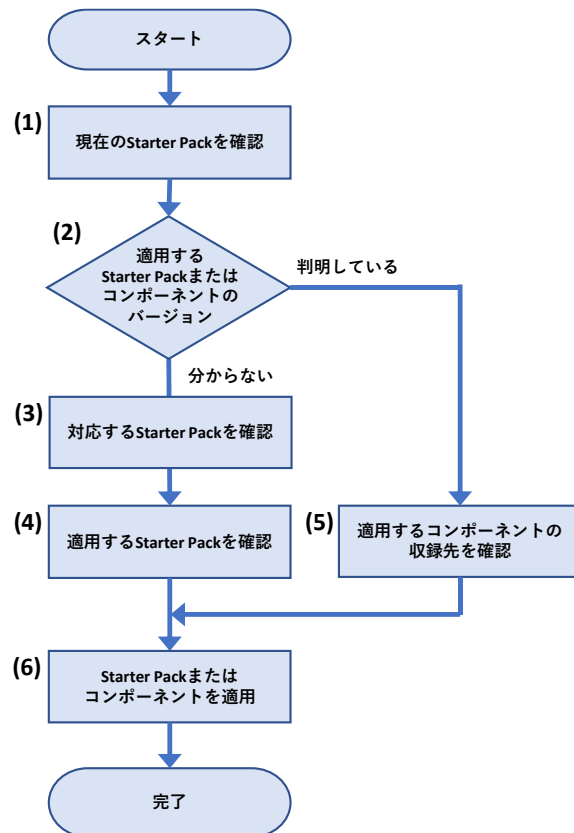 スタート
(1)
現在のStarter Packを確認
(2)
適用する
Starter Packまたは
コンポーネントの
バージョン
判明している
分からない
(3)
対応するStarter Packを確認
(4)
適用するStarter Packを確認
(5)
適用するコンポーネントの
収録先を確認
(6)
Starter Packまたは
コンポーネントを適用
完了